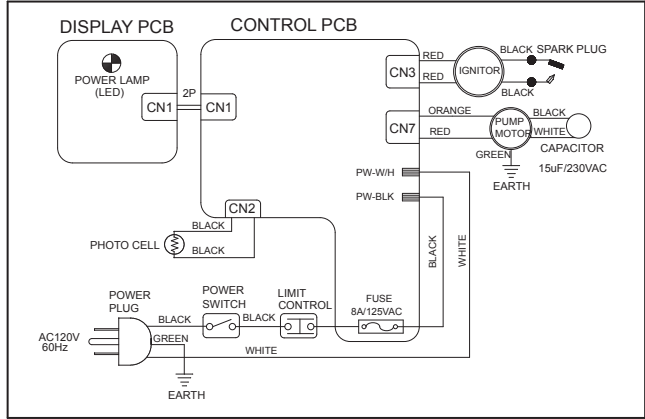 DISPLAY PCB
CONTROL PCB
POWER LAMP
(LED)
CN1
2P
CN1
CN3
RED
RED
IGNITOR
BLACK
SPARK PLUG
BLACK
CN7
ORANGE
RED
PUMP
MOTOR
BLACK
WHITE
CAPACITOR
15uF/230VAC
GREEN
EARTH
PW-W/H
PW-BLK
BLACK
WHITE
CN2
BLACK
BLACK
PHOTO CELL
POWER
PLUG
POWER
SWITCH
LIMIT
CONTROL
FUSE
8A/125VAC
BLACK
BLACK
AC120V
60Hz
GREEN
WHITE
EARTH